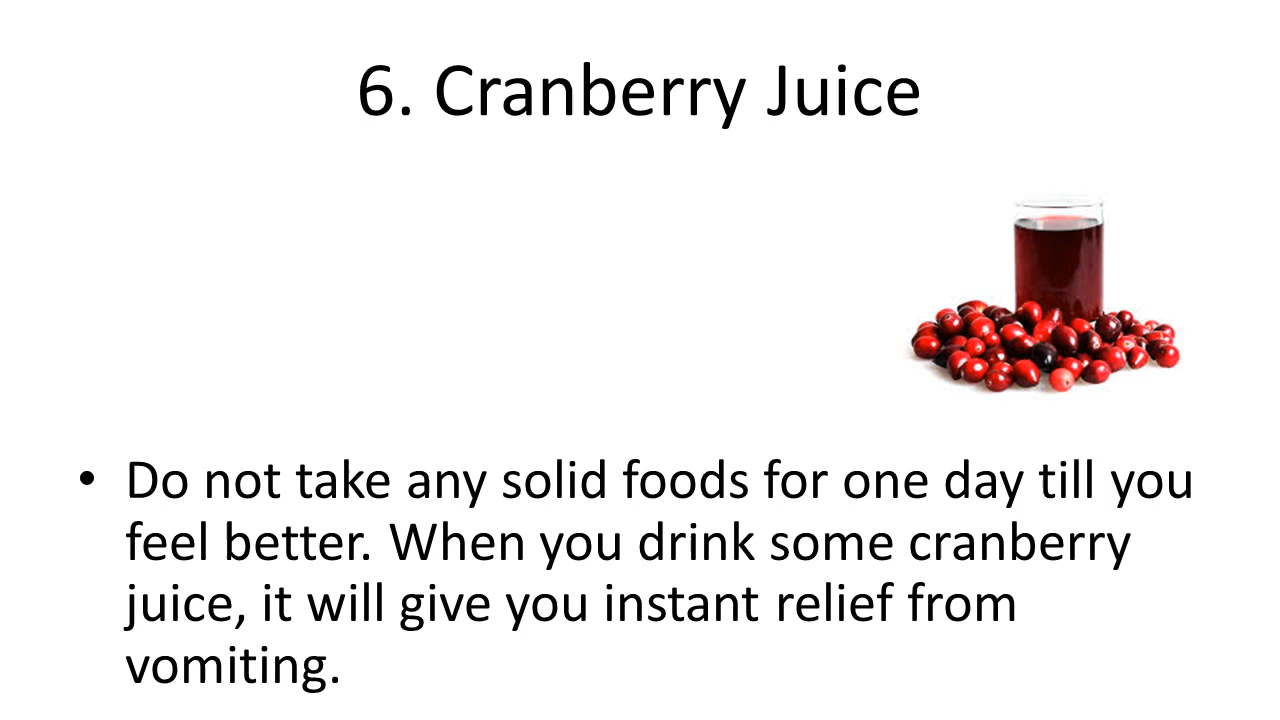 6. Cranberry Juice
• Do not take any solid foods for one day till you
feel better. When you drink some cranberry
juice, it will give you instant relief from
vomiting.